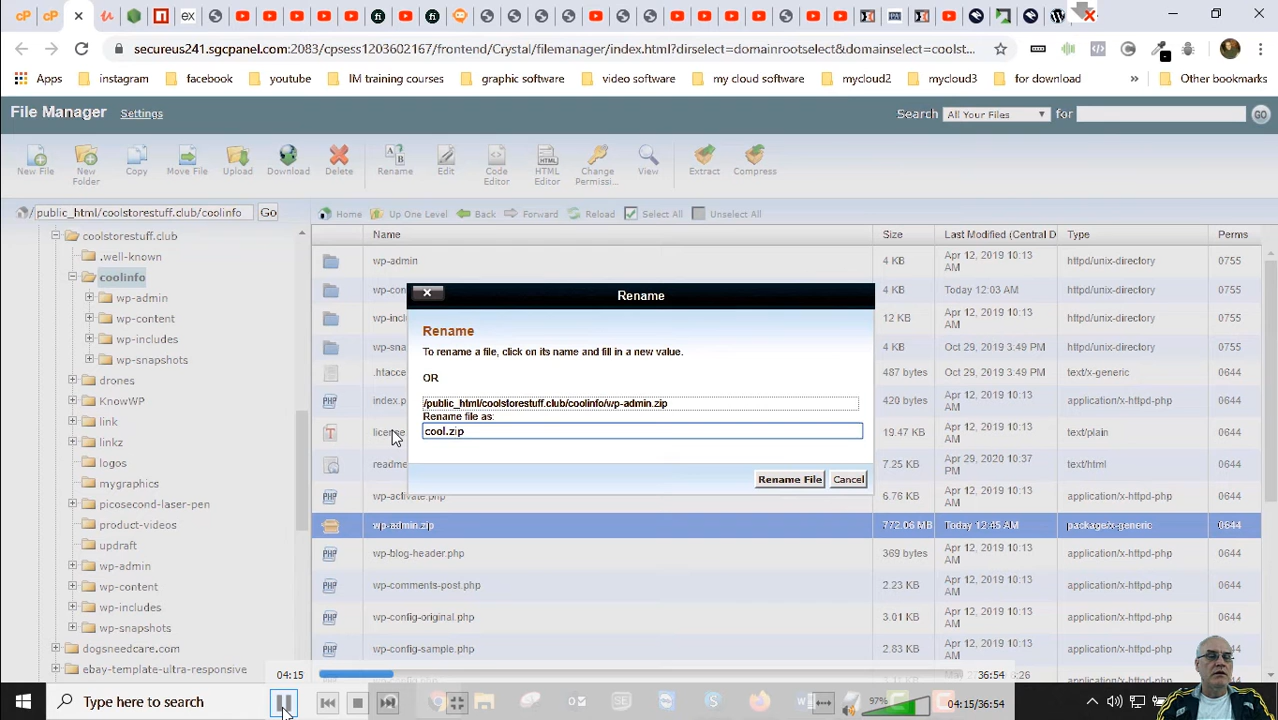 secureus241.sgcpanel.com:2083/cpsess1203602167/frontend/Crystal/filemanager/index.html?dirselect=domainrootselect&domainselect=coolst...
Apps
instagram
facebook
youtube
IM training courses
graphic software
video software
my cloud software
mycloud2
mycloud3
for download
»
Other bookmarks
File Manager
Settings
Search
All Your Files
for
GO
New File
New Folder
Copy
Move File
Upload
Download
Delete
Rename
Edit
Code Editor
HTML Editor
Change Permissi...
View
Extract
Compress
/ public_html/coolstorestuff.club/coolinfo
Go
Home
Up One Level
Back
Forward
Reload
Select All
Unselect All
coolstorestuff.club
.well-known
coolinfo
wp-admin
wp-content
wp-includes
wp-snapshots
drones
KnowWP
link
linkz
logos
mygraphics
picosecond-laser-pen
product-videos
updraft
wp-admin
wp-content
wp-includes
wp-snapshots
dogsneedcare.com
ebay-template-ultra-responsive
Name Size Last Modified (Central D Type Perms
wp-admin 4 KB Apr 12, 2019 10:13 AM httpd/unix-directory 0755
wp-con 4 KB Today 12:03 AM httpd/unix-directory 0755
wp-inclu 12 KB Apr 12, 2019 10:13 AM httpd/unix-directory 0755
wp-sna 4 KB Oct 29, 2019 3:49 PM httpd/unix-directory 0755
.htacce 487 bytes Oct 29, 2019 3:49 PM text/x-generic 0644
index.p 420 bytes Apr 12, 2019 10:13 AM application/x-httpd-php 0644
license 19.47 KB Apr 12, 2019 10:13 AM text/plain 0644
readme 7.25 KB Apr 29, 2020 10:37 PM text/html 0644
wp-activate.php 6.76 KB Apr 12, 2019 10:13 AM application/x-httpd-php 0644
wp-admin.zip 772.06 MB Today 12:45 AM package/x-generic 0644
wp-blog-header.php 369 bytes Apr 12, 2019 10:13 AM application/x-httpd-php 0644
wp-comments-post.php 2.23 KB Apr 12, 2019 10:13 AM application/x-httpd-php 0644
wp-config-original.php 3.01 KB Apr 12, 2019 10:13 AM application/x-httpd-php 0644
wp-config-sample.php 2.77 KB Apr 12, 2019 10:13 AM application/x-httpd-php 0644
Rename
Rename
To rename a file, click on its name and fill in a new value.
OR
/public_html/coolstorestuff.club/coolinfo/wp-admin.zip
Rename file as:
cool.zip
Rename File
Cancel
04:15
36:54
Type here to search
97%
04:15/36:54